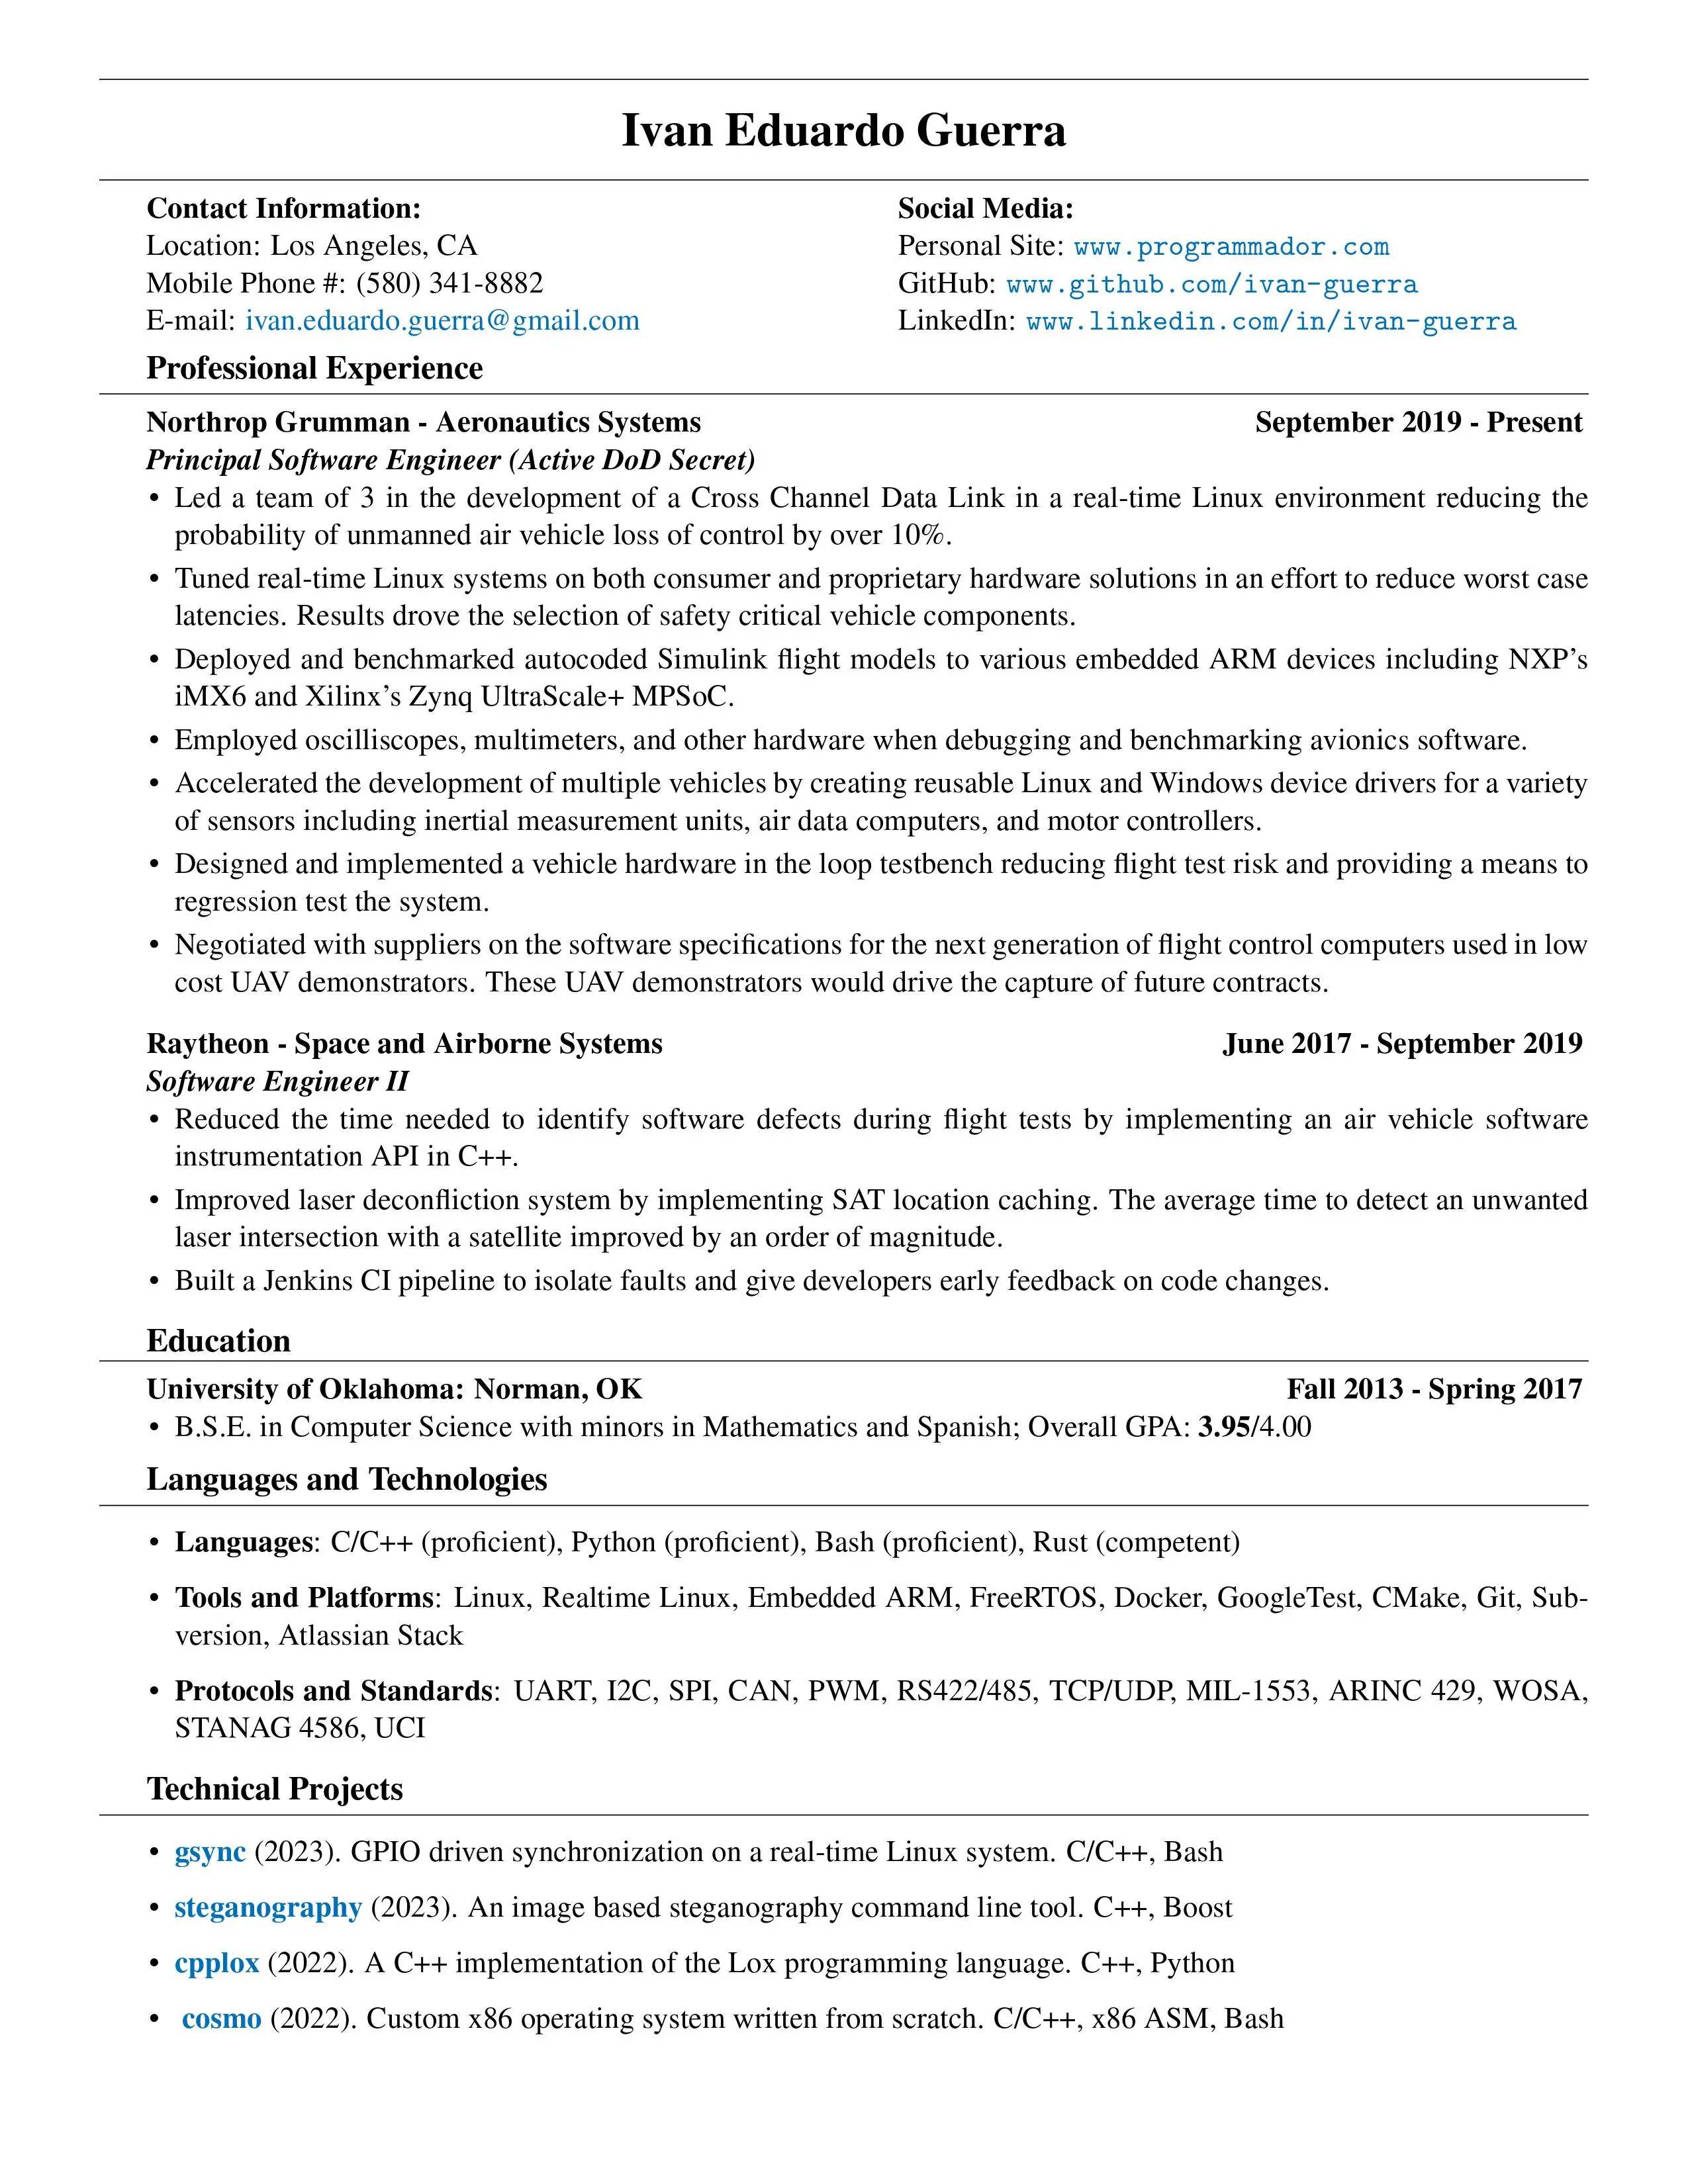 Ivan Eduardo Guerra
Contact Information:
Location: Los Angeles, CA
Mobile Phone #: (580) 341-8882
E-mail: ivan.eduardo.guerra@gmail.com
Social Media:
Personal Site: www.programmador.com
GitHub: www.github.com/ivan-guerra
LinkedIn: www.linkedin.com/in/ivan-guerra
Professional Experience
Northrop Grumman - Aeronautics Systems September 2019 - Present
Principal Software Engineer (Active DoD Secret)
• Led a team of 3 in the development of a Cross Channel Data Link in a real-time Linux environment reducing the
probability of unmanned air vehicle loss of control by over 10%.
• Tuned real-time Linux systems on both consumer and proprietary hardware solutions in an effort to reduce worst case
latencies. Results drove the selection of safety critical vehicle components.
• Deployed and benchmarked autocoded Simulink flight models to various embedded ARM devices including NXP's
iMX6 and Xilinx's Zynq UltraScale+ MPSoC.
• Employed oscilliscopes, multimeters, and other hardware when debugging and benchmarking avionics software.
• Accelerated the development of multiple vehicles by creating reusable Linux and Windows device drivers for a variety
of sensors including inertial measurement units, air data computers, and motor controllers.
• Designed and implemented a vehicle hardware in the loop testbench reducing flight test risk and providing a means to
regression test the system.
• Negotiated with suppliers on the software specifications for the next generation of flight control computers used in low
cost UAV demonstrators. These UAV demonstrators would drive the capture of future contracts.
Raytheon - Space and Airborne Systems June 2017 - September 2019
Software Engineer II
• Reduced the time needed to identify software defects during flight tests by implementing an air vehicle software
instrumentation API in C++.
• Improved laser deconfliction system by implementing SAT location caching. The average time to detect an unwanted
laser intersection with a satellite improved by an order of magnitude.
• Built a Jenkins CI pipeline to isolate faults and give developers early feedback on code changes.
Education
University of Oklahoma: Norman, OK Fall 2013 - Spring 2017
• B.S.E. in Computer Science with minors in Mathematics and Spanish; Overall GPA: 3.95/4.00
Languages and Technologies
• Languages: C/C++ (proficient), Python (proficient), Bash (proficient), Rust (competent)
• Tools and Platforms: Linux, Realtime Linux, Embedded ARM, FreeRTOS, Docker, GoogleTest, CMake, Git, Sub-
version, Atlassian Stack
• Protocols and Standards: UART, I2C, SPI, CAN, PWM, RS422/485, TCP/UDP, MIL-1553, ARINC 429, WOSA,
STANAG 4586, UCI
Technical Projects
• gsync (2023). GPIO driven synchronization on a real-time Linux system. C/C++, Bash
• steganography (2023). An image based steganography command line tool. C++, Boost
• cpplox (2022). A C++ implementation of the Lox programming language. C++, Python
• cosmo (2022). Custom x86 operating system written from scratch. C/C++, x86 ASM, Bash